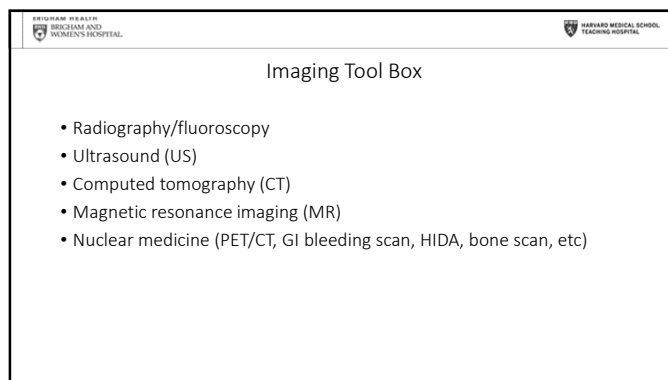 BRIGHAM HEALTH
BRIGHAM AND
WOMEN'S HOSPITAL
HARVARD MEDICAL SCHOOL
TEACHING HOSPITAL
Imaging Tool Box
• Radiography/fluoroscopy
• Ultrasound (US)
• Computed tomography (CT)
• Magnetic resonance imaging (MR)
• Nuclear medicine (PET/CT, GI bleeding scan, HIDA, bone scan, etc)